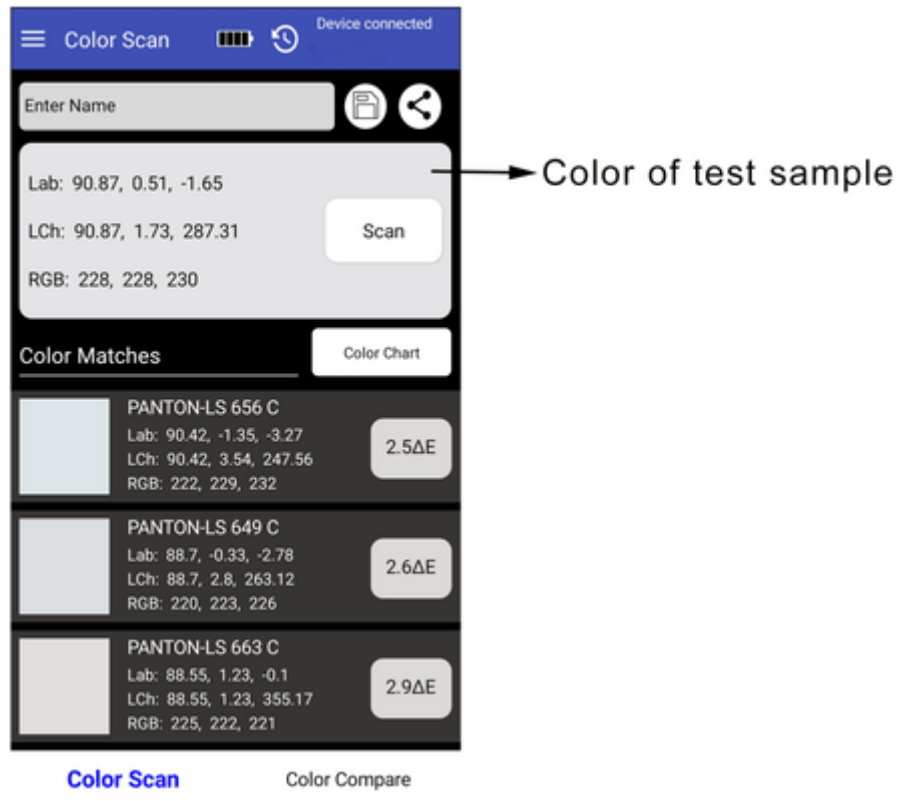 Color Scan
Device connected
Enter Name
Color of test sample
Lab: 90.87, 0.51, -1.65
LCh: 90.87, 1.73, 287.31
Scan
RGB: 228, 228, 230
Color Matches
Color Chart
PANTON-LS 656 C
Lab: 90.42, -1.35, -3.27
LCh: 90.42, 3.54, 247.56
RGB: 222, 229, 232
2.5ΔE
PANTON-LS 649 C
Lab: 88.7, -0.33, -2.78
LCh: 88.7, 2.8, 263.12
RGB: 220, 223, 226
2.6ΔE
PANTON-LS 663 C
Lab: 88.55, 1.23, -0.1
LCh: 88.55, 1.23, 355.17
RGB: 225, 222, 221
2.9ΔE
Color Scan
Color Compare